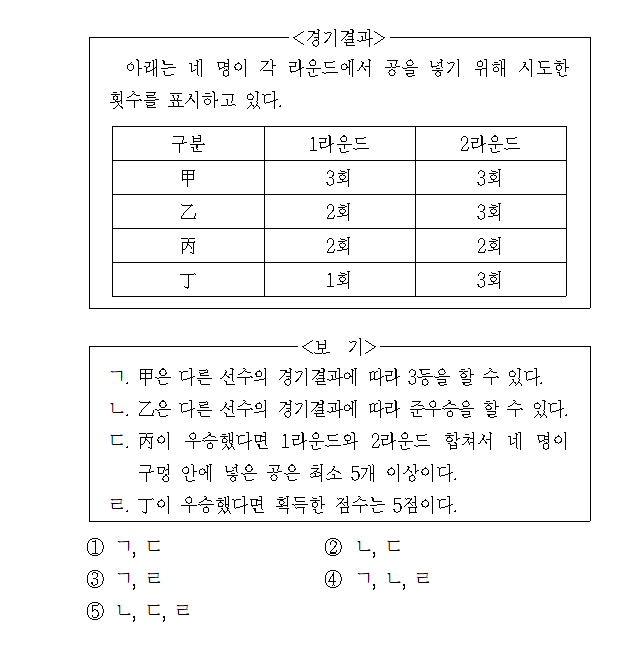 <경기결과>
아래는 네 명이 각 라운드에서 공을 넣기 위해 시도한
횟수를 표시하고 있다.
구분 1라운드 2라운드
甲 3회 3회
乙 2회 3회
丙 2회 2회
丁 1회 3회
<보 기>
ㄱ. 甲은 다른 선수의 경기결과에 따라 3등을 할 수 있다.
ㄴ. 乙은 다른 선수의 경기결과에 따라 준우승을 할 수 있다.
ㄷ. 丙이 우승했다면 1라운드와 2라운드 합쳐서 네 명이
구멍 안에 넣은 공은 최소 5개 이상이다.
ㄹ. 丁이 우승했다면 획득한 점수는 5점이다.
① ㄱ, ㄷ ② ㄴ, ㄷ
③ ㄱ, ㄹ ④ ㄱ, ㄴ, ㄹ
⑤ ㄴ, ㄷ, ㄹ